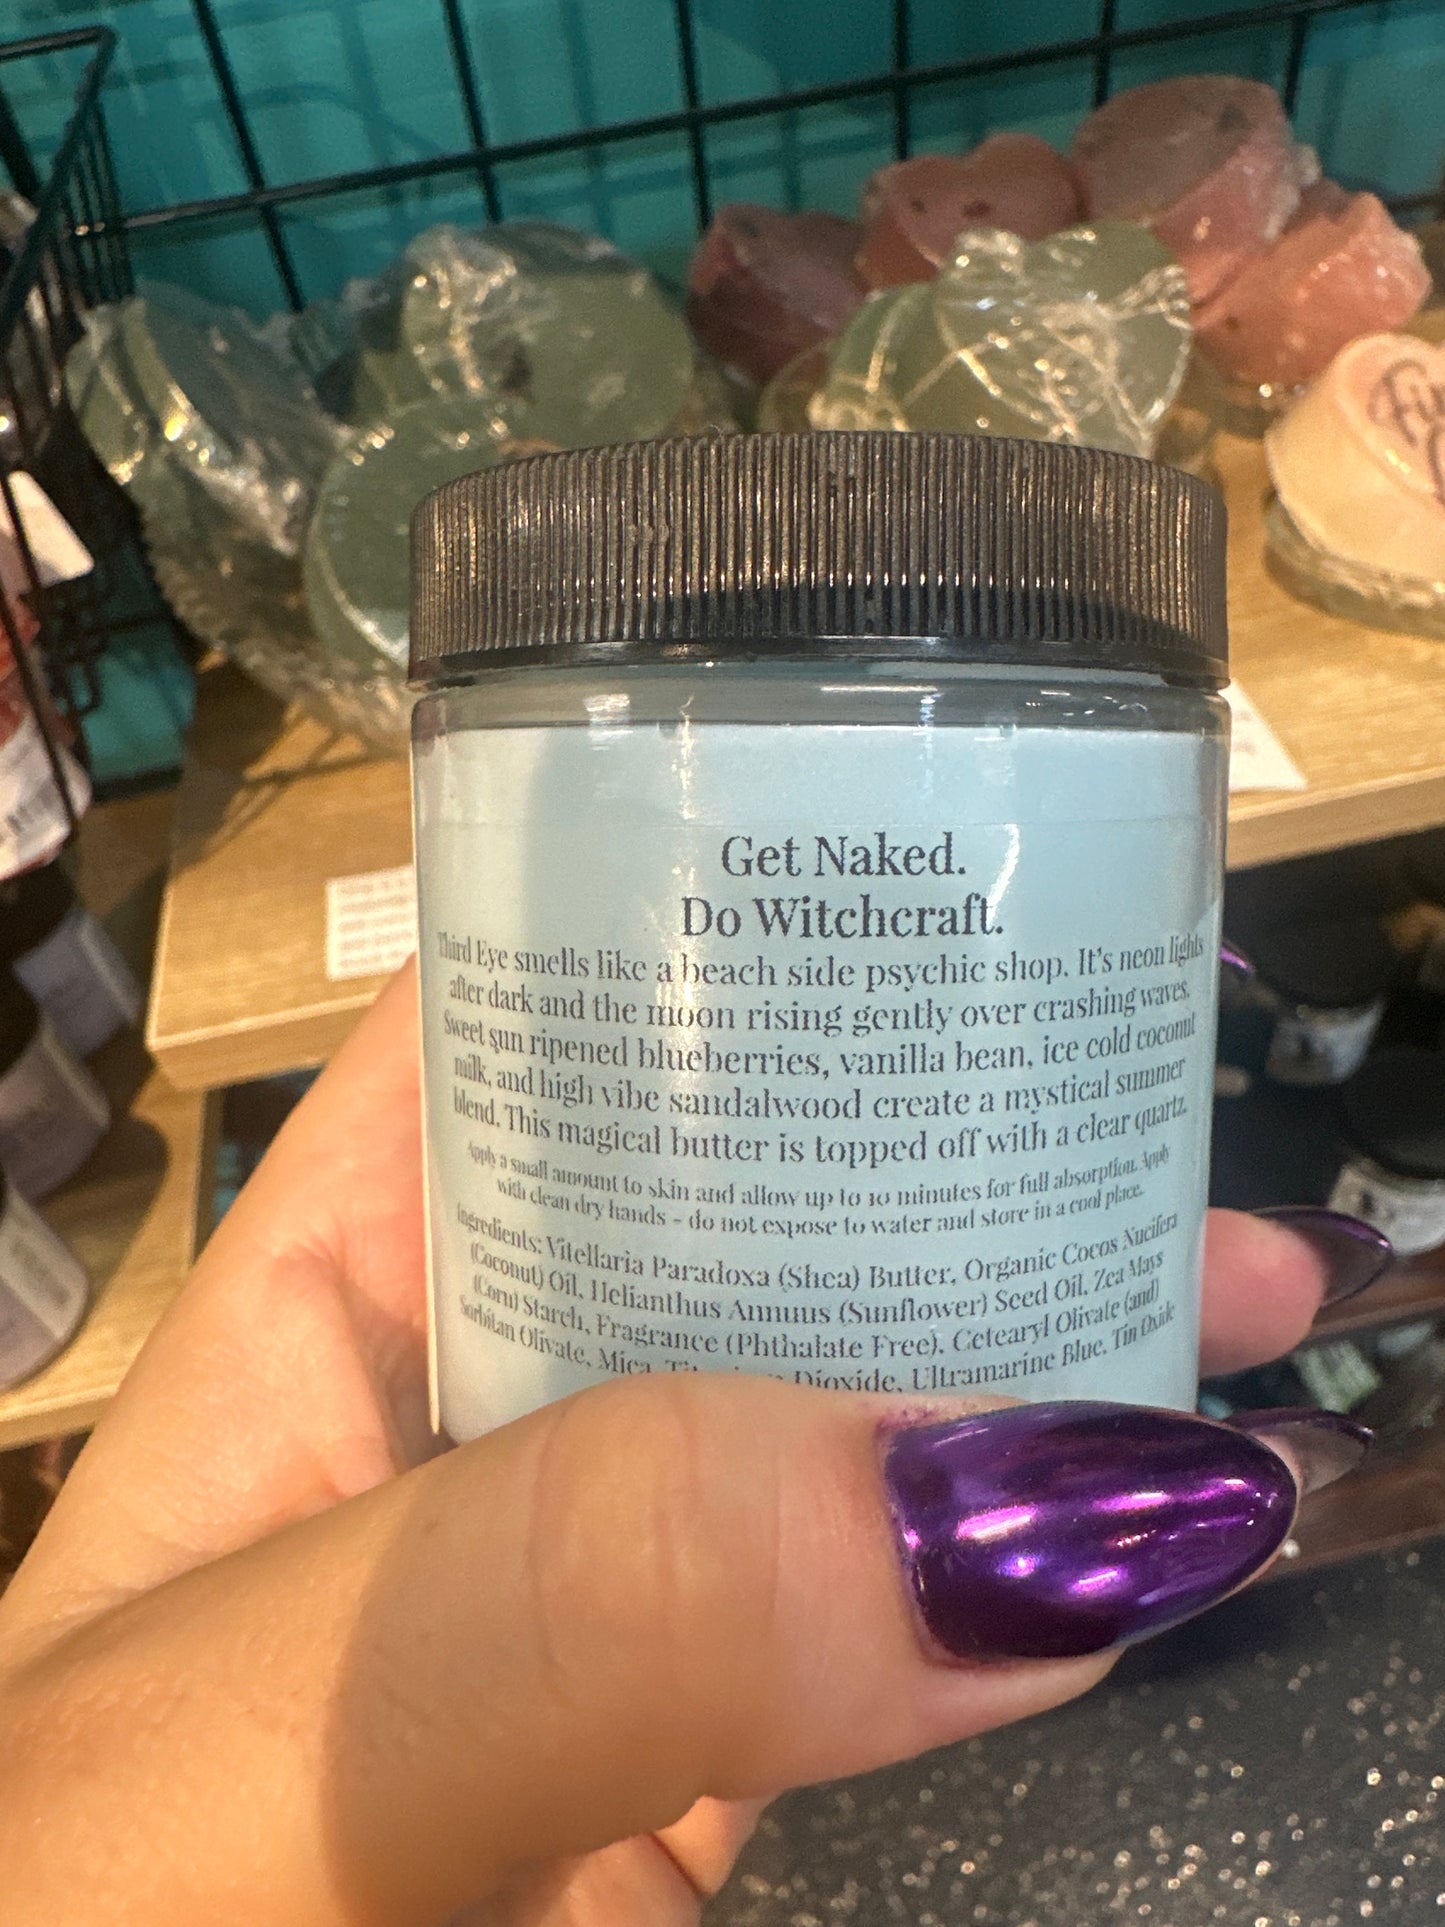 Get Naked.
Do Witchcraft.
Third Eye smells like a beach side psychic shop. It's neon lights
after dark and the moon rising gently over crashing waves.
Sweet sun ripened blueberries, vanilla bean, ice cold coconut
milk, and high vibe sandalwood create a mystical summer
blend. This magical butter is topped off with a clear quartz.
Apply a small amount to skin and allow up to 10 minutes for full absorption. Apply
with clean dry hands - do not expose to water and store in a cool place.
Ingredients: Vitellaria Paradoxa (Shea) Butter, Organic Cocos Nucifera
(Coconut) Oil, Helianthus Annuus (Sunflower) Seed Oil, Zea Mays
(Corn) Starch, Fragrance (Phthalate Free), Cetearyl Olivate (and)
Sorbitan Olivate, Mica, Dioxide, Ultramarine Blue, Tin Oxide